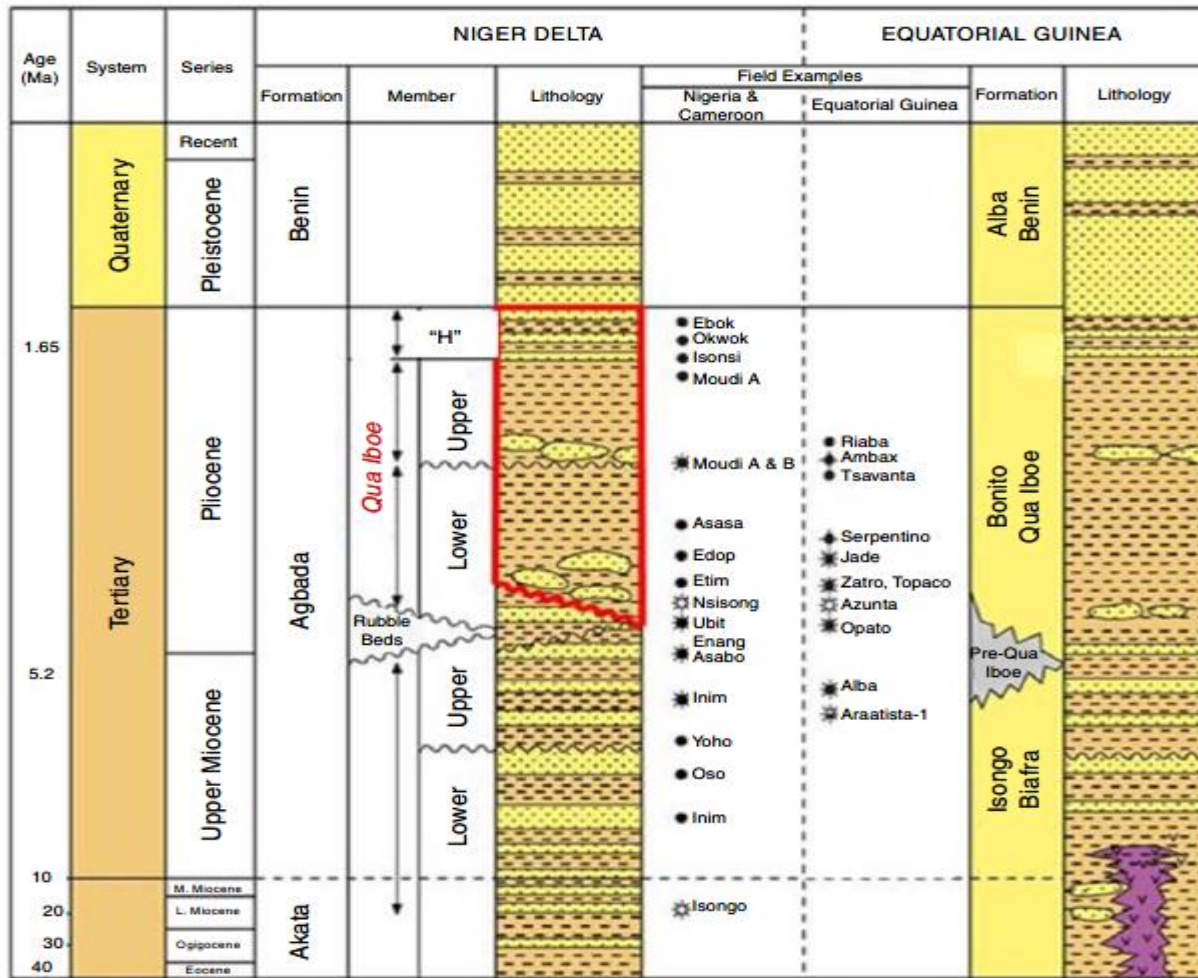 NIGER DELTA
EQUATORIAL GUINEA
Age
(Ma)
System
Series
Formation
Member
Lithology
Field Examples
Nigeria &
Cameroon
Equatorial Guinea
Formation
Lithology
Quaternary
Recent
Pleistocene
Benin
Alba
Benin
1.65
Tertiary
Pliocene
Agbada
Qua Iboe
"H"
Upper
Lower
Rubble
Beds
Ebok
Okwok
Isonsi
Moudi A
Moudi A & B
Asasa
Edop
Etim
Nsisong
Ubit
Enang
Asabo
Inim
Yoho
Oso
Inim
Isongo
Riaba
Ambax
Tsavanta
Serpentino
Jade
Zatro, Topaco
Azunta
Opato
Alba
Araatista-1
Bonito
Qua Iboe
Pre-Qua
Iboe
5.2
Upper Miocene
Upper
Lower
Isongo
Biafra
10
M. Miocene
20
L. Miocene
Akata
30
Ogigocene
40
Eocene